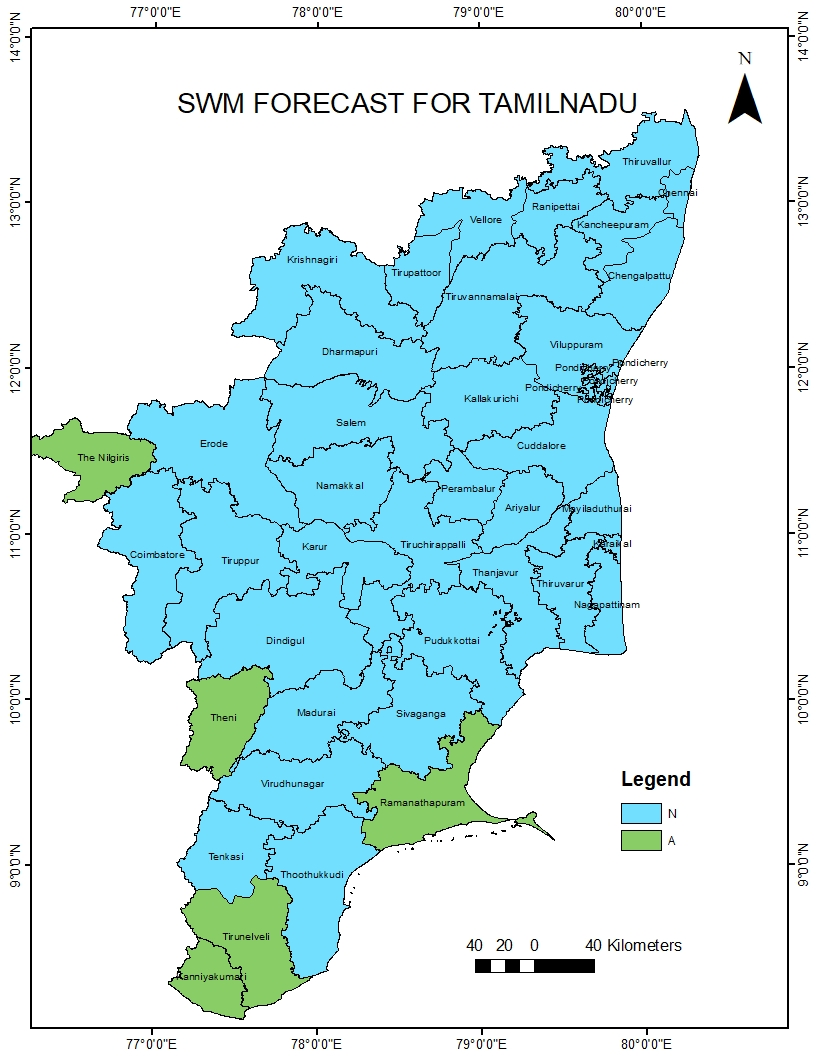 77°0'0"E 78°0'0"E 79°0'0"E 80°0'0"E
14°0'0"N 14°0'0"N
N
SWM FORECAST FOR TAMILNADU
Thiruvallur
Chennai
13°0'0"N 13°0'0"N
Ranipettai
Vellore
Kancheepuram
Krishnagiri
Tirupattoor
Chengalpattu
Tiruvannamalai
Viluppuram
Dharmapuri
12°0'0"N 12°0'0"N
Pondicherry
Pondicherry
Pondicherry
Pondicherry
Kallakurichi
Pondicherry
Salem
Erode
Cuddalore
The Nilgiris
Namakkal
Perambalur
Ariyalur
Mayiladuthurai
11°0'0"N 11°0'0"N
Karaikal
Karur
Tiruchirappalli
Coimbatore
Tiruppur
Thanjavur
Thiruvarur
Nagapattinam
Dindigul
Pudukkottai
10°0'0"N 10°0'0"N
Theni
Madurai
Sivaganga
Legend
Virudhunagar
Ramanathapuram
N
A
Tenkasi
9°0'0"N 9°0'0"N
Thoothukkudi
Tirunelveli
40 20 0 40 Kilometers
Kanniyakumari
77°0'0"E 78°0'0"E 79°0'0"E 80°0'0"E